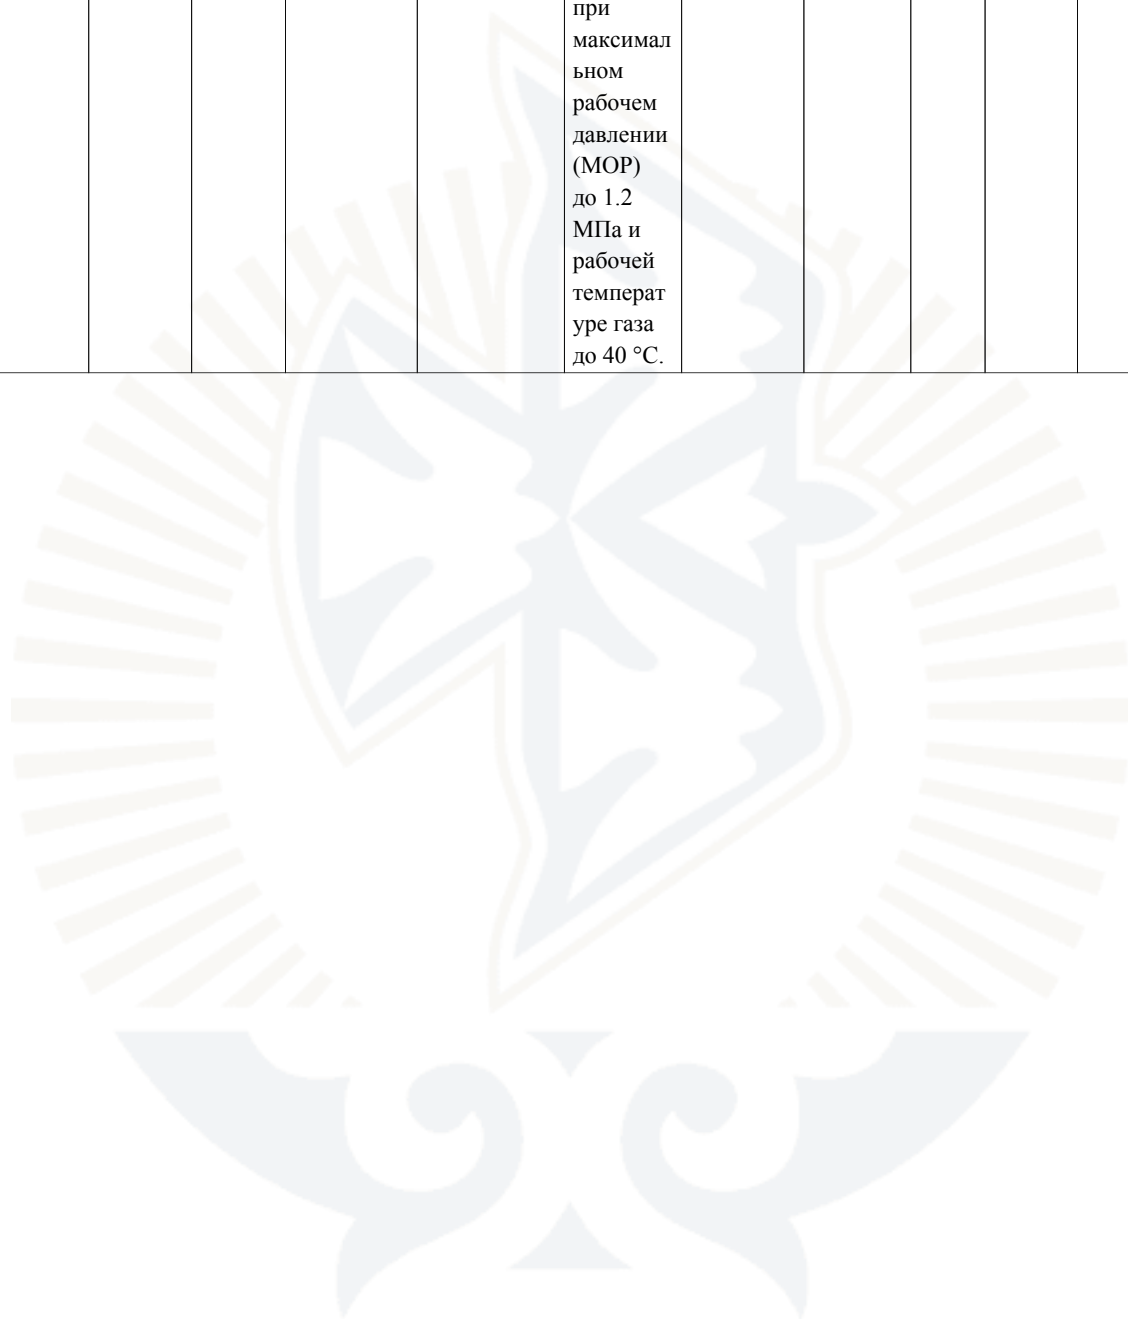 при
максимал
ьном
рабочем
давлении
(МОР)
до 1.2
МПа и
рабочей
температ
уре газа
до 40 °C.